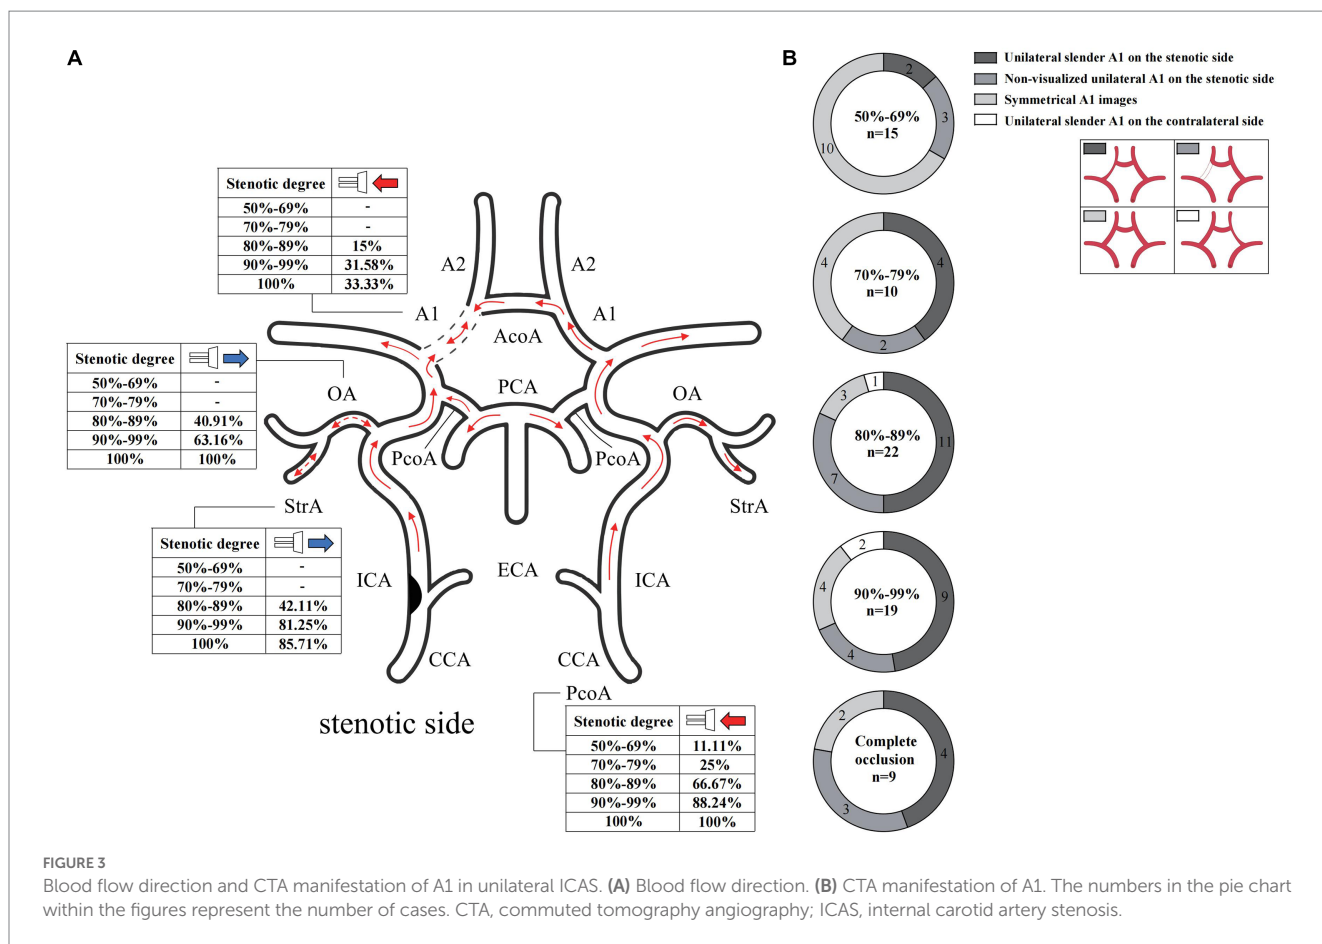 A
Stenotic degree
50%-69% -
70%-79% -
80%-89% 15%
90%-99% 31.58%
100% 33.33%
A2 A2
A1 A1
AcoA
Stenotic degree
50%-69% -
70%-79% -
80%-89% 40.91%
90%-99% 63.16%
100% 100%
OA PCA OA
PcoA PcoA
StrA StrA
Stenotic degree
50%-69% -
70%-79% -
80%-89% 42.11%
90%-99% 81.25%
100% 85.71%
ICA ECA ICA
CCA CCA
stenotic side
PcoA
Stenotic degree
50%-69% 11.11%
70%-79% 25%
80%-89% 66.67%
90%-99% 88.24%
100% 100%
B
2
3
10
50%-69%
n=15
4
4
2
70%-79%
n=10
1
3
11
7
80%-89%
n=22
2
4
9
4
90%-99%
n=19
2
4
3
Complete
occlusion
n=9
Unilateral slender A1 on the stenotic side
Non-visualized unilateral A1 on the stenotic side
Symmetrical A1 images
Unilateral slender A1 on the contralateral side
FIGURE 3
Blood flow direction and CTA manifestation of A1 in unilateral ICAS. (A) Blood flow direction. (B) CTA manifestation of A1. The numbers in the pie chart
within the figures represent the number of cases. CTA, commuted tomography angiography; ICAS, internal carotid artery stenosis.